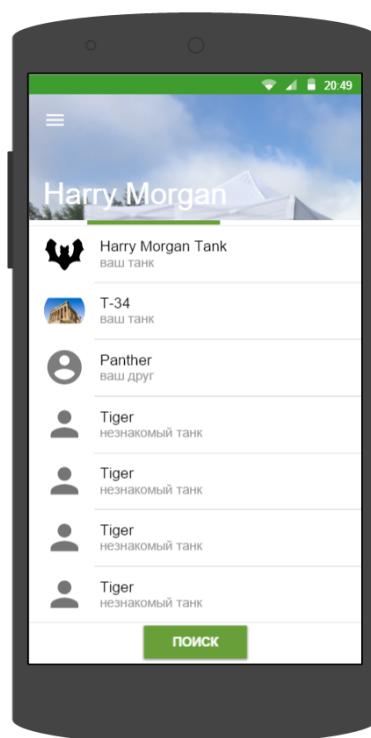 20:49
Harry Morgan
Harry Morgan Tank
ваш танк
T-34
ваш танк
Panther
ваш друг
Tiger
незнакомый танк
Tiger
незнакомый танк
Tiger
незнакомый танк
Tiger
незнакомый танк
ПОИСК